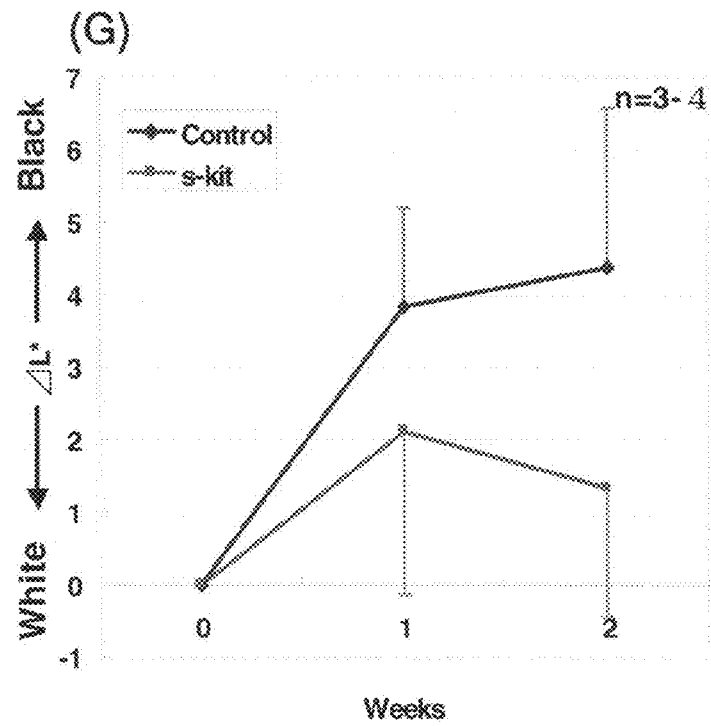 (G)
7
6
5
4
3
2
1
0
-1
Black
ΔL*
White
Control
s-kit
n=3-4
0 1 2
Weeks